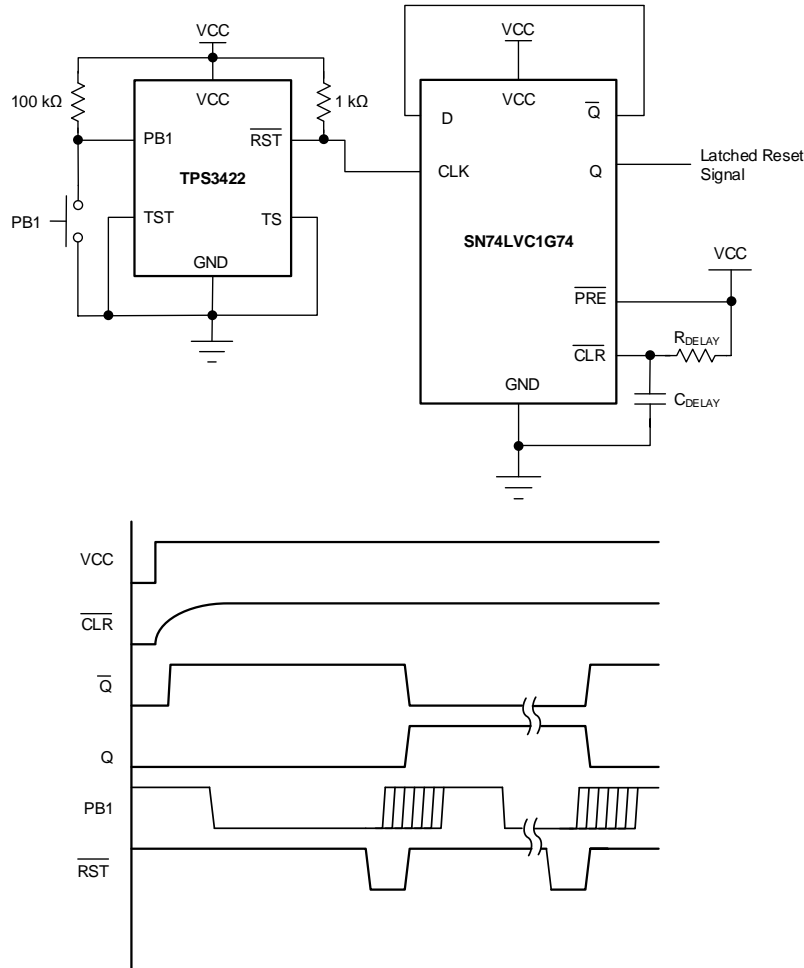 VCC
VCC
100 kΩ
VCC
1 kΩ
VCC
D
Q
PB1
RST
Q
Latched Reset
Signal
CLK
TPS3422
PB1
TST
TS
SN74LVC1G74
VCC
GND
PRE
RDELAY
CLR
GND
CDELAY
VCC
CLR
Q
Q
PB1
RST